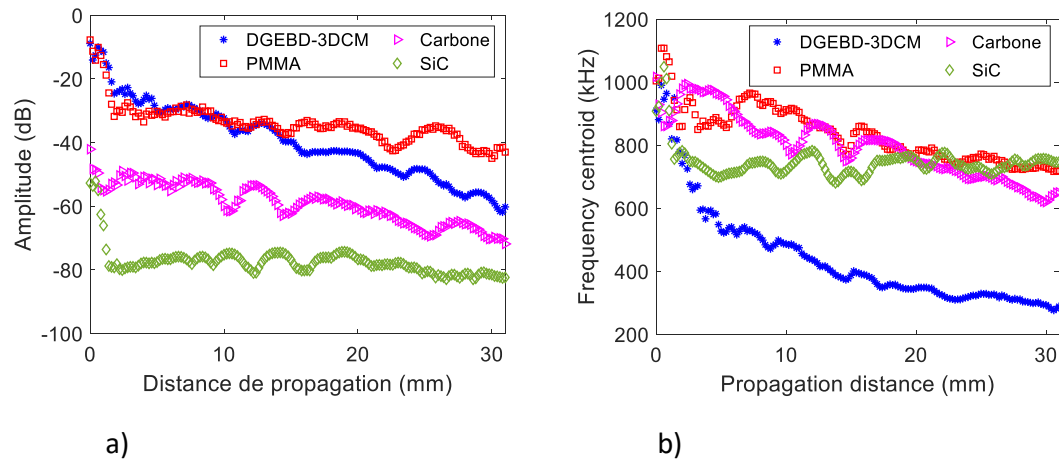 0
-20
-40
-60
-80
-100
Amplitude (dB)
DGEBD-3DCM
PMMA
Carbone
SiC
0 10 20 30
Distance de propagation (mm)
a)
1200
1000
800
600
400
200
Frequency centroid (kHz)
DGEBD-3DCM
PMMA
Carbone
SiC
0 10 20 30
Propagation distance (mm)
b)